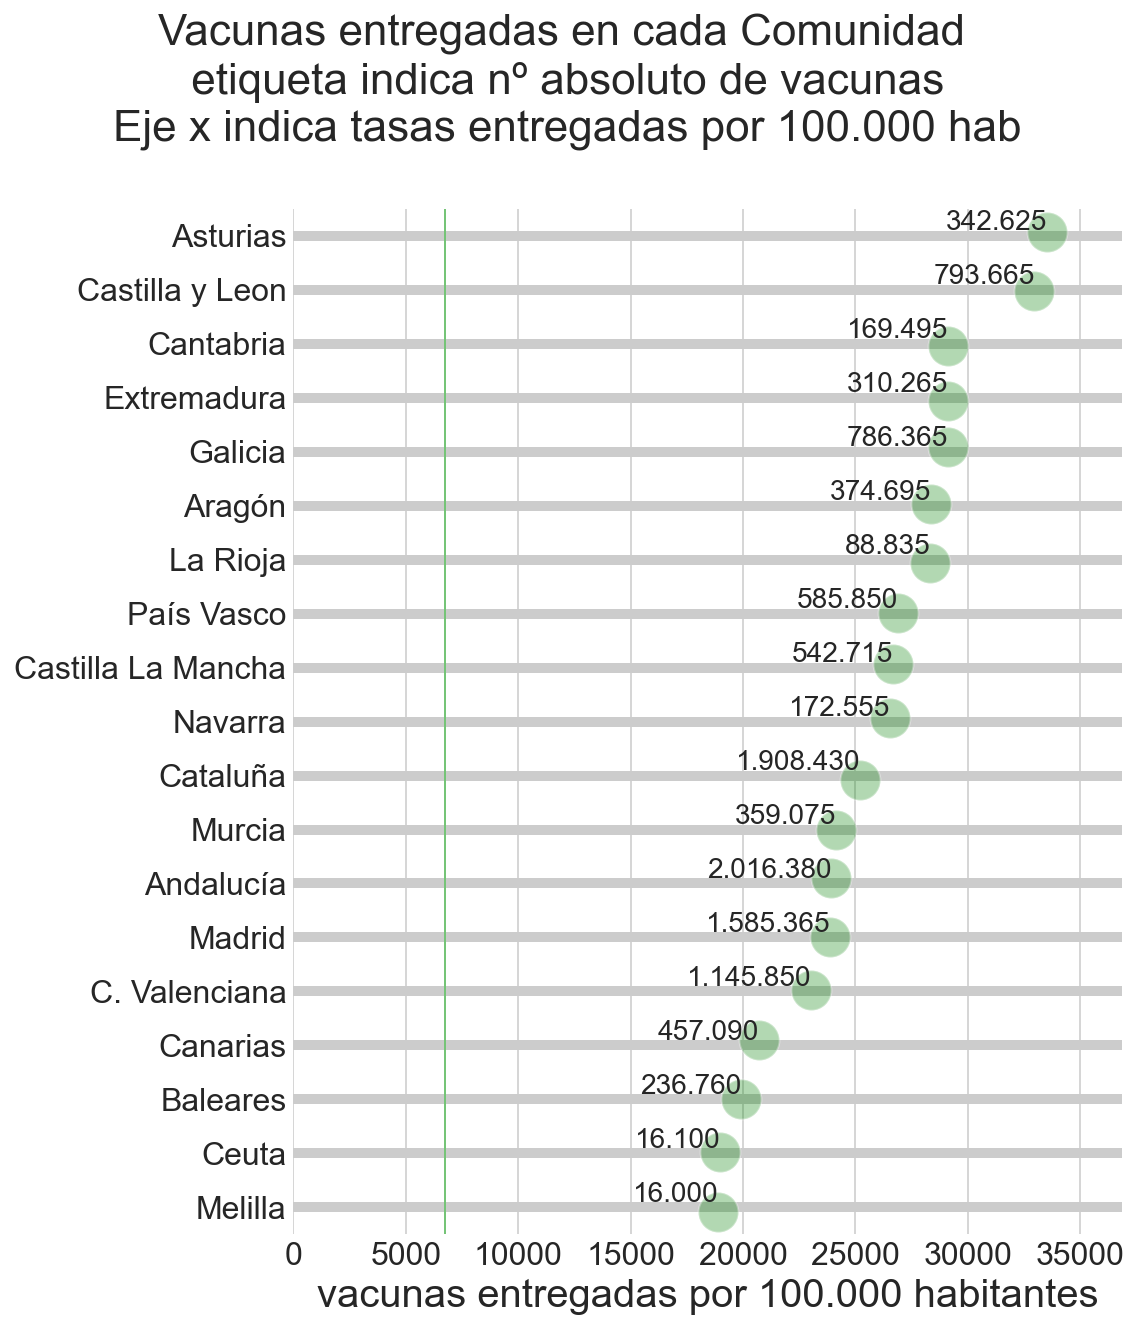 Vacunas entregadas en cada Comunidad
etiqueta indica nº absoluto de vacunas
Eje x indica tasas entregadas por 100.000 hab
Asturias 342.625
Castilla y Leon 793.665
Cantabria 169.495
Extremadura 310.265
Galicia 786.365
Aragón 374.695
La Rioja 88.835
País Vasco 585.850
Castilla La Mancha 542.715
Navarra 172.555
Cataluña 1.908.430
Murcia 359.075
Andalucía 2.016.380
Madrid 1.585.365
C. Valenciana 1.145.850
Canarias 457.090
Baleares 236.760
Ceuta 16.100
Melilla 16.000
0 5000 10000 15000 20000 25000 30000 35000
vacunas entregadas por 100.000 habitantes